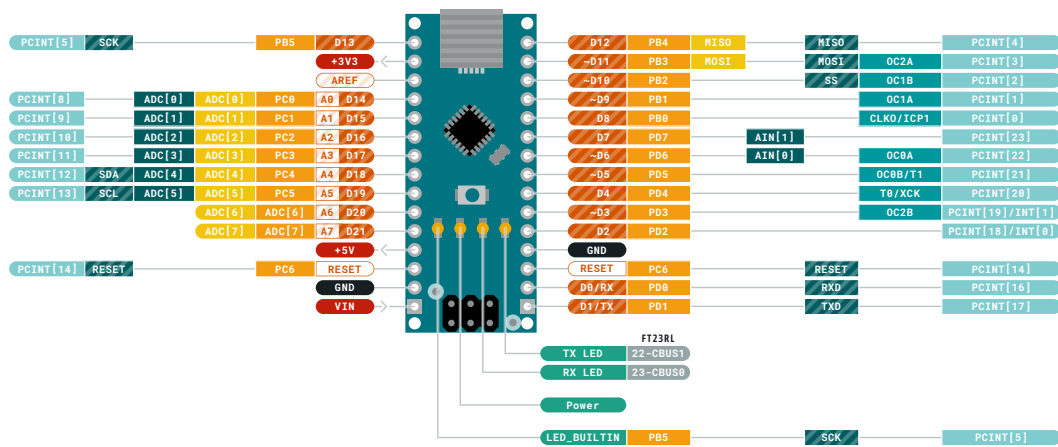 PCINT[5] SCK PB5 D13 D12 PB4 MISO MISO PCINT[4]
+3V3 ~D11 PB3 MOSI MOSI OC2A PCINT[3]
AREF ~D10 PB2 SS OC1B PCINT[2]
PCINT[8] ADC[0] ADC[0] PC0 A0 D14 ~D9 PB1 OC1A PCINT[1]
PCINT[9] ADC[1] ADC[1] PC1 A1 D15 D8 PB0 CLKO/ICP1 PCINT[0]
PCINT[10] ADC[2] ADC[2] PC2 A2 D16 D7 PD7 AIN[1] PCINT[23]
PCINT[11] ADC[3] ADC[3] PC3 A3 D17 ~D6 PD6 AIN[0] OC0A PCINT[22]
PCINT[12] SDA ADC[4] ADC[4] PC4 A4 D18 ~D5 PD5 OC0B/T1 PCINT[21]
PCINT[13] SCL ADC[5] ADC[5] PC5 A5 D19 D4 PD4 T0/XCK PCINT[20]
ADC[6] ADC[6] A6 D20 ~D3 PD3 OC2B PCINT[19]/INT[1]
ADC[7] ADC[7] A7 D21 D2 PD2 PCINT[18]/INT[0]
+5V GND
PCINT[14] RESET PC6 RESET RESET PC6 RESET PCINT[14]
GND D0/RX PD0 RXD PCINT[16]
VIN D1/TX PD1 TXD PCINT[17]
FT23RL
TX LED 22-CBUS1
RX LED 23-CBUS0
Power
LED_BUILTIN PB5 SCK PCINT[5]